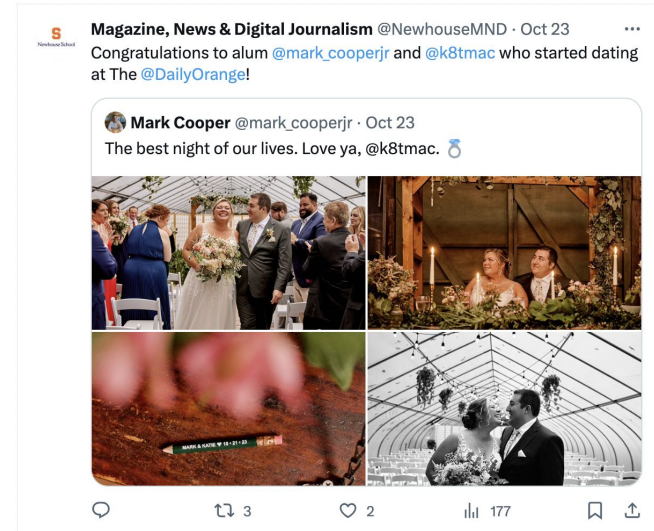 Magazine, News & Digital Journalism @NewhouseMND · Oct 23
S
Newhouse School
Congratulations to alum @mark_cooperjr and @k8tmac who started dating
at The @DailyOrange!
Mark Cooper @mark_cooperjr · Oct 23
The best night of our lives. Love ya, @k8tmac. 💍
MARK & KATIE ♥ 10 • 21 • 23
3
2
177